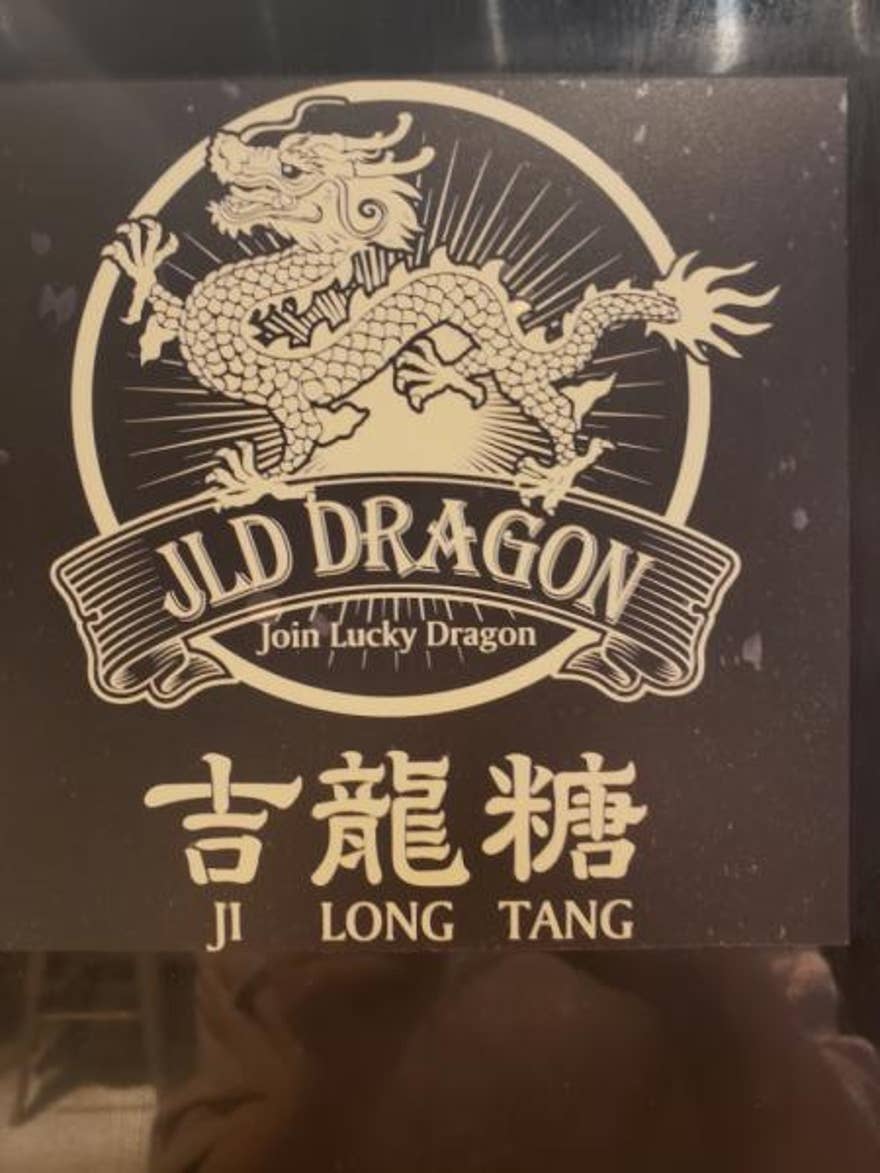 JLD DRAGON
Join Lucky Dragon
吉龍糖
JI LONG TANG